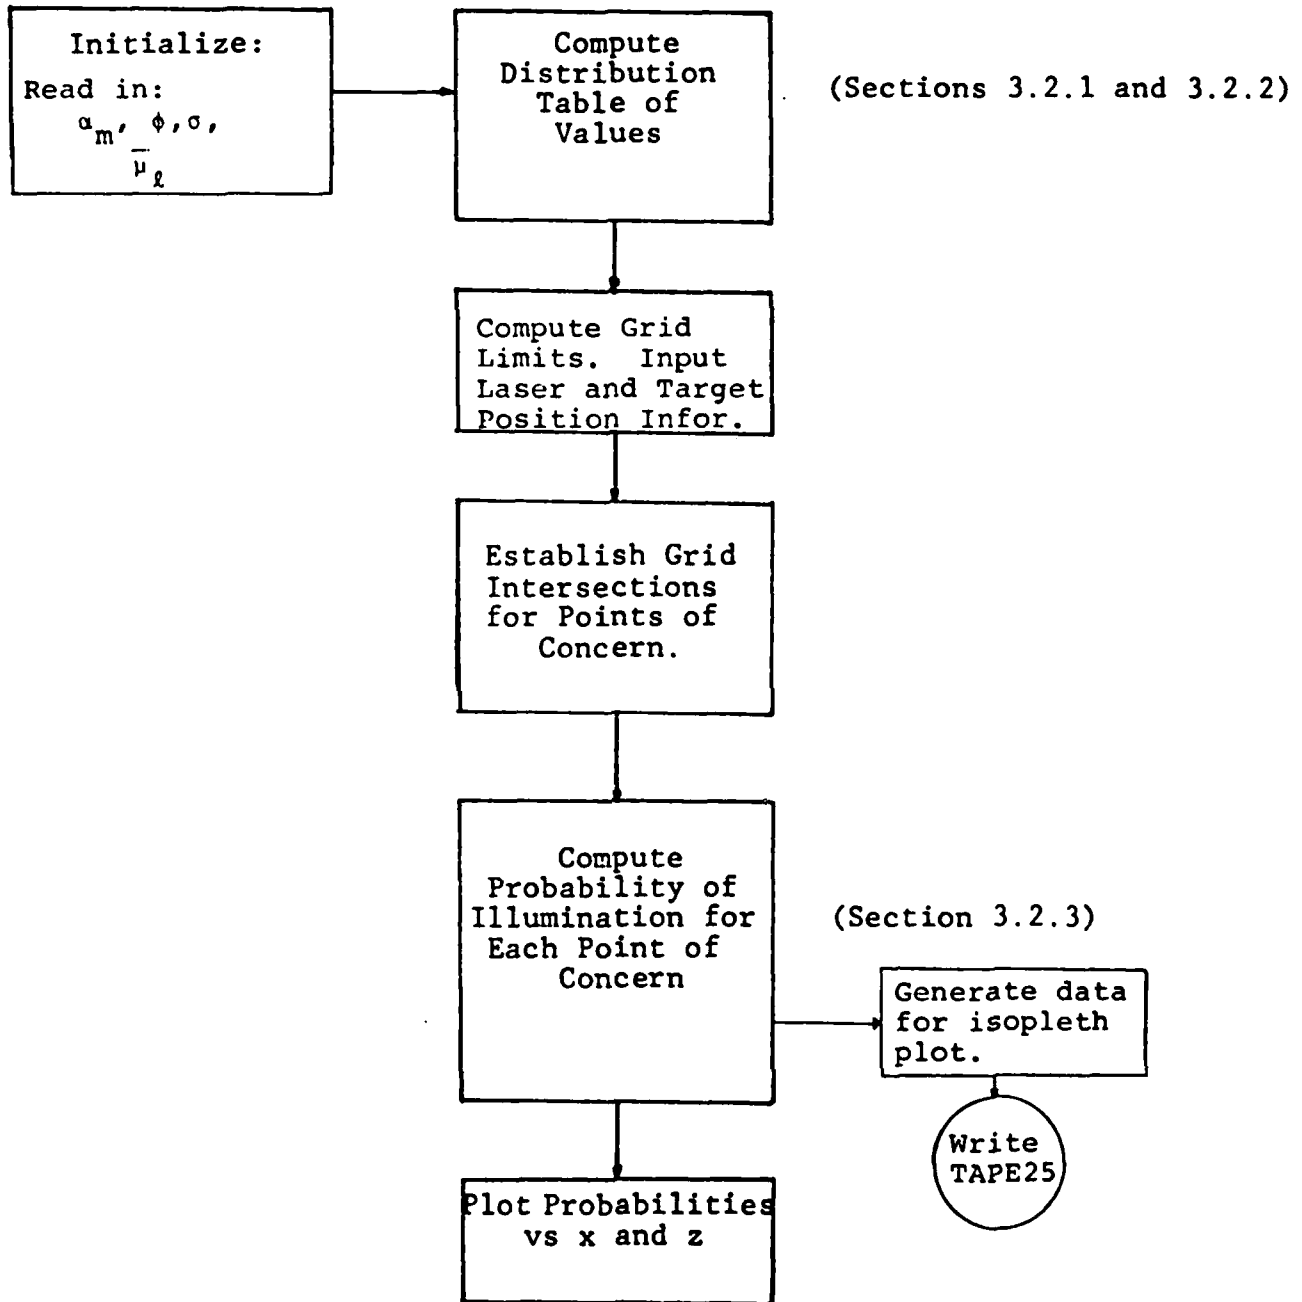 Initialize:
Read in:
α_m, ϕ, σ,
μ̅_ℓ
Compute
Distribution
Table of
Values
(Sections 3.2.1 and 3.2.2)
Compute Grid
Limits. Input
Laser and Target
Position Infor.
Establish Grid
Intersections
for Points of
Concern.
Compute
Probability of
Illumination for
Each Point of
Concern
(Section 3.2.3)
Generate data
for isopleth
plot.
Write
TAPE25
Plot Probabilities
vs x and z